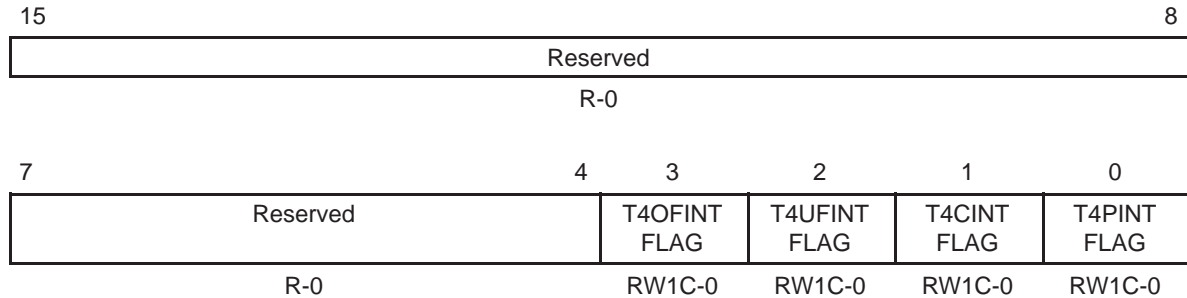 15 8
Reserved
R-0
7 4 3 2 1 0
Reserved T4OFINT FLAG T4UFINT FLAG T4CINT FLAG T4PINT FLAG
R-0 RW1C-0 RW1C-0 RW1C-0 RW1C-0